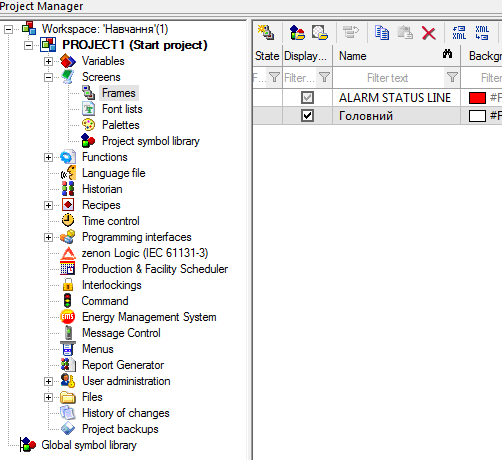 Project Manager
Workspace: 'Навчання'(1)
PROJECT1 (Start project)
Variables
Screens
Frames
Font lists
Palettes
Project symbol library
Functions
Language file
Historian
Recipes
Time control
Programming interfaces
zenon Logic (IEC 61131-3)
Production & Facility Scheduler
Interlockings
Command
Energy Management System
Message Control
Menus
Report Generator
User administration
Files
History of changes
Project backups
Global symbol library
XML XML
State Display... Name Backgr
F... Filter... Filter text Filter
ALARM STATUS LINE #F
Головний #F